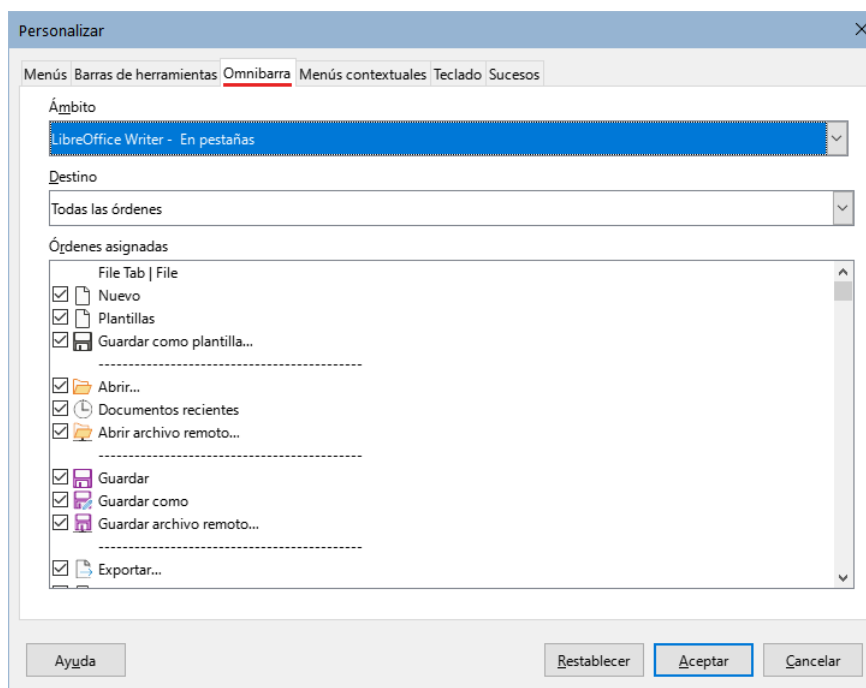 Personalizar
Menús Barras de herramientas Omnibarra Menús contextuales Teclado Sucesos
Ámbito
LibreOffice Writer - En pestañas
Destino
Todas las órdenes
Órdenes asignadas
File Tab | File
Nuevo
Plantillas
Guardar como plantilla...
--------------------------------------------
Abrir...
Documentos recientes
Abrir archivo remoto...
--------------------------------------------
Guardar
Guardar como
Guardar archivo remoto...
--------------------------------------------
Exportar...
Ayuda Restablecer Aceptar Cancelar